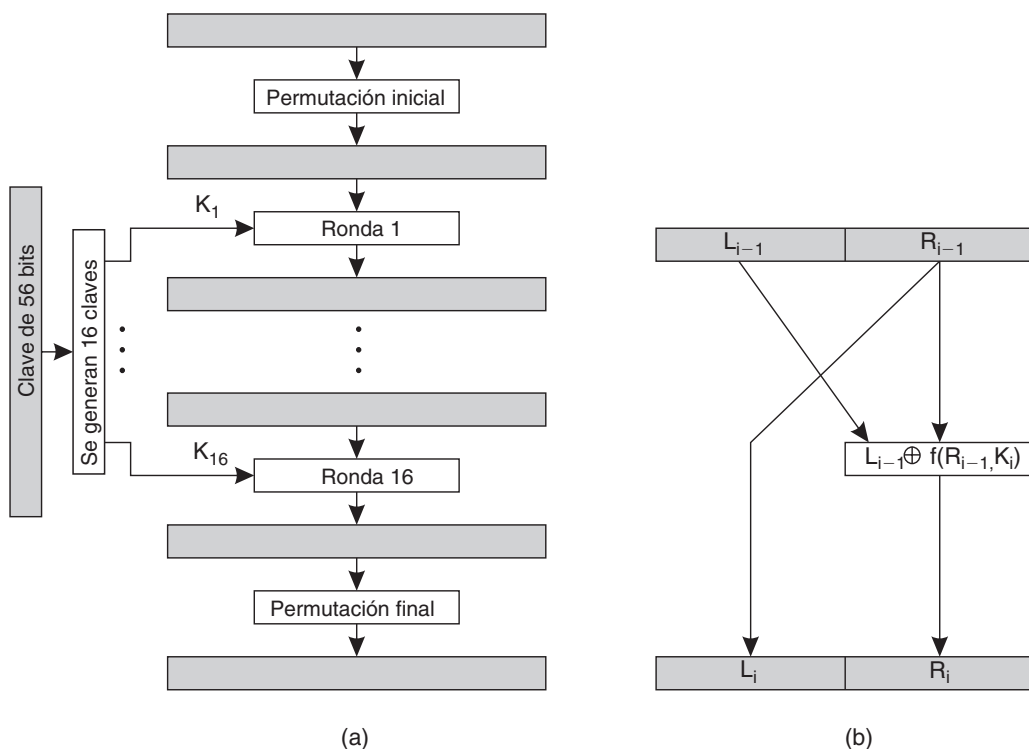 Permutación inicial
Clave de 56 bits
Se generan 16 claves
K1
Ronda 1
K16
Ronda 16
Permutación final
(a)
Li−1
Ri−1
Li−1⊕ f(Ri−1,Ki)
Li
Ri
(b)